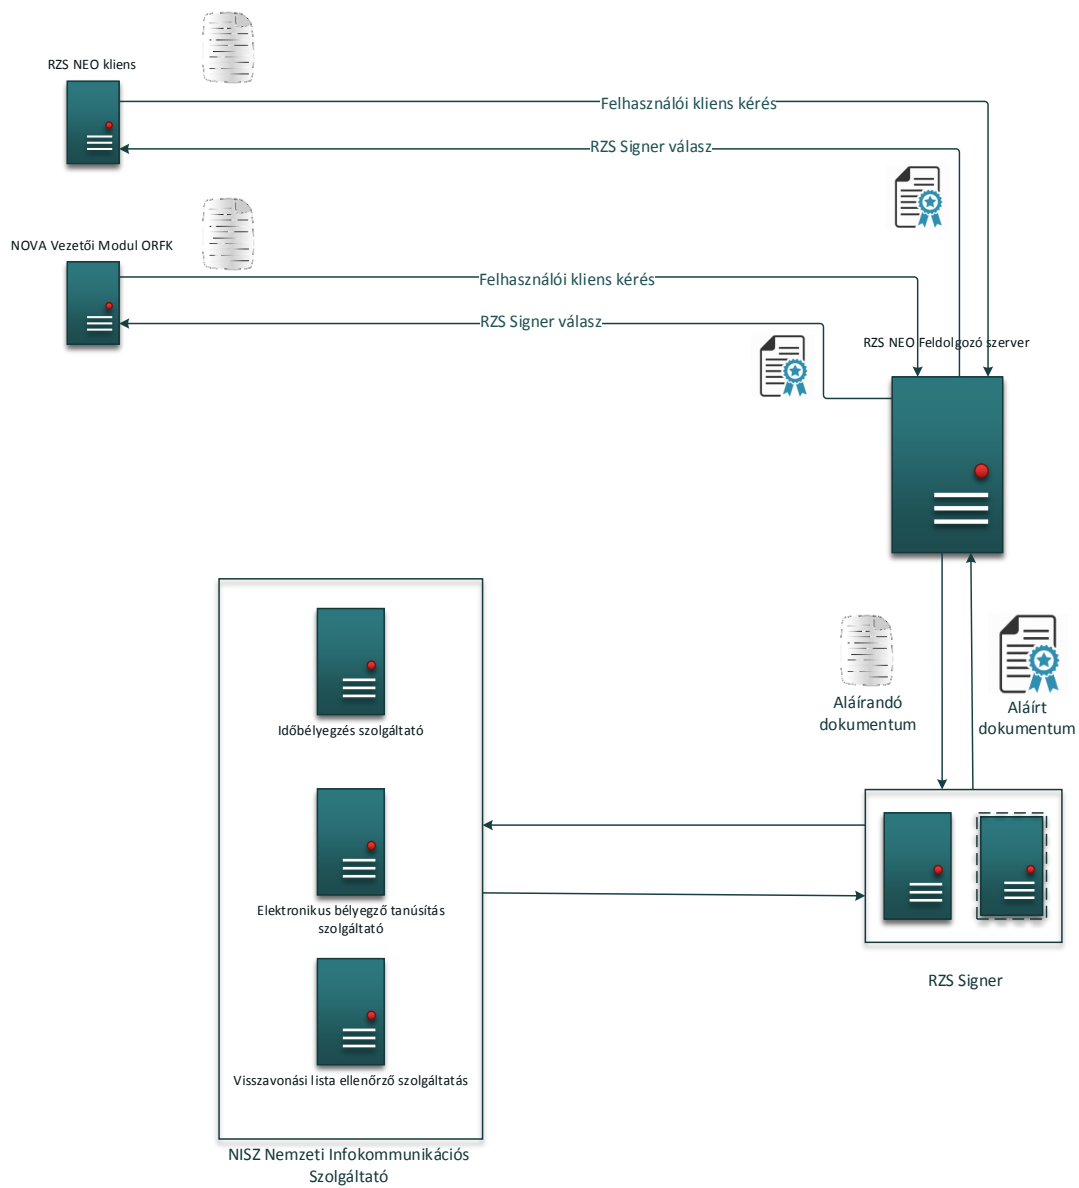 RZS NEO kliens
Felhasználói kliens kérés
RZS Signer válasz
NOVA Vezetői Modul ORFK
Felhasználói kliens kérés
RZS Signer válasz
RZS NEO Feldolgozó szerver
Időbélyegzés szolgáltató
Aláírandó
dokumentum
Aláírt
dokumentum
Elektronikus bélyegző tanúsítás
szolgáltató
RZS Signer
Visszavonási lista ellenőrző szolgáltatás
NISZ Nemzeti Infokommunikációs
Szolgáltató